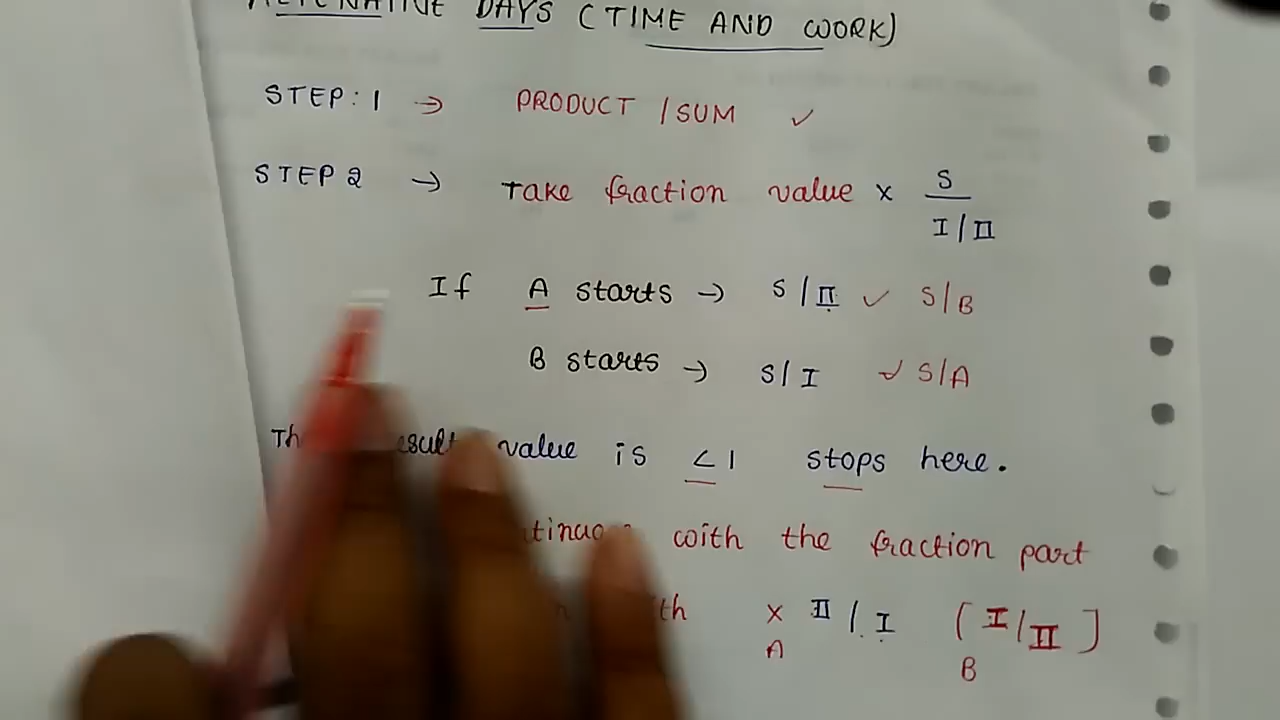 DAYS (TIME AND WORK)
STEP: 1 → PRODUCT /SUM ✓
STEP 2 → Take fraction value × S / I/II
If A starts → S/II ✓ S/B
B starts → S/I ✓ S/A
value is <1 stops here.
with the fraction part
× II/I (I/II)
A B